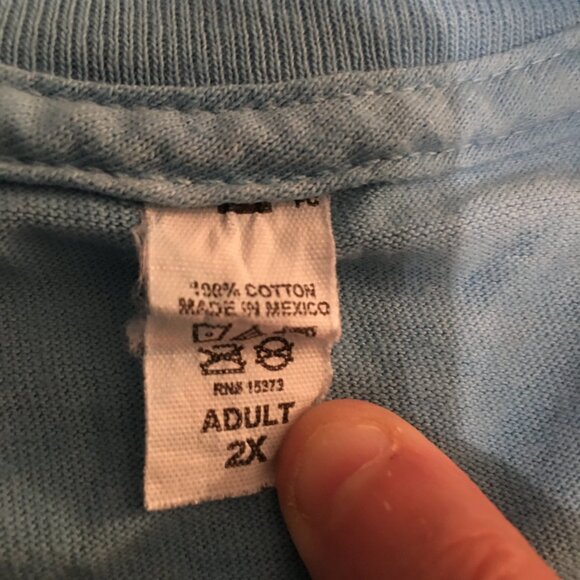 100% COTTON
MADE IN MEXICO
RN# 15273
ADULT
2X